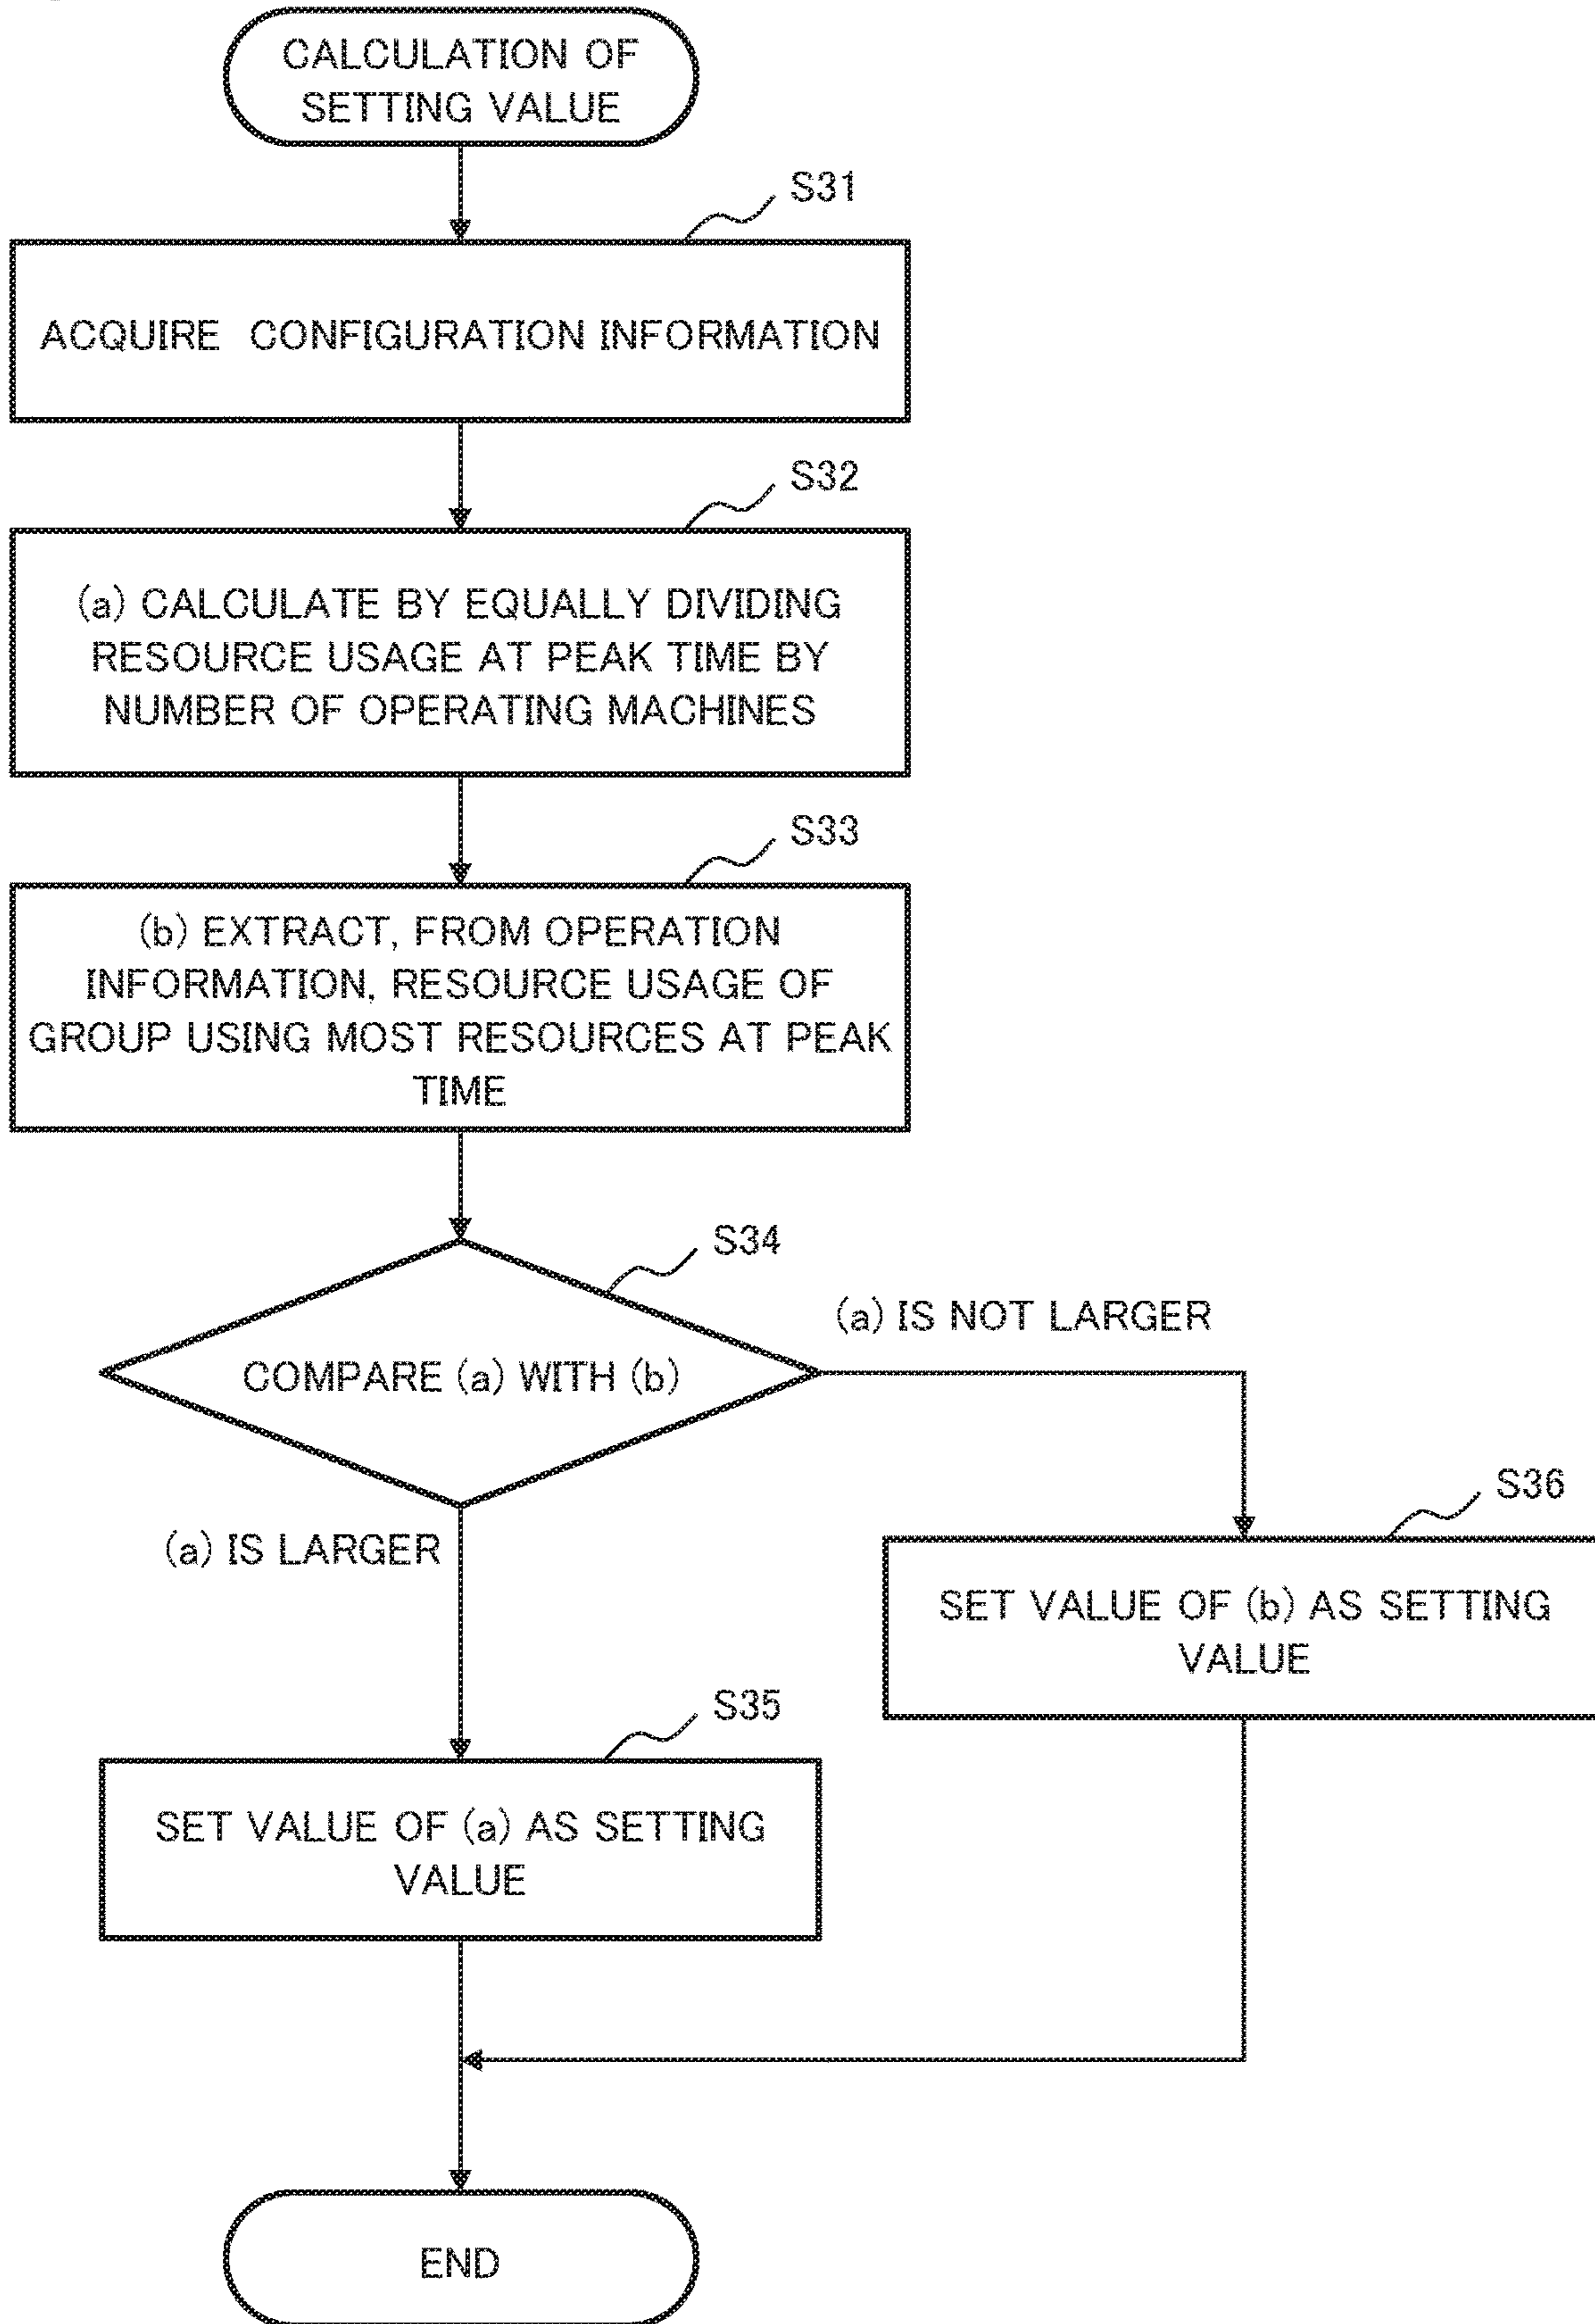 CALCULATION OF
SETTING VALUE
S31
ACQUIRE CONFIGURATION INFORMATION
S32
(a) CALCULATE BY EQUALLY DIVIDING
RESOURCE USAGE AT PEAK TIME BY
NUMBER OF OPERATING MACHINES
S33
(b) EXTRACT, FROM OPERATION
INFORMATION, RESOURCE USAGE OF
GROUP USING MOST RESOURCES AT PEAK
TIME
S34
(a) IS NOT LARGER
COMPARE (a) WITH (b)
(a) IS LARGER
S36
SET VALUE OF (b) AS SETTING
VALUE
S35
SET VALUE OF (a) AS SETTING
VALUE
END